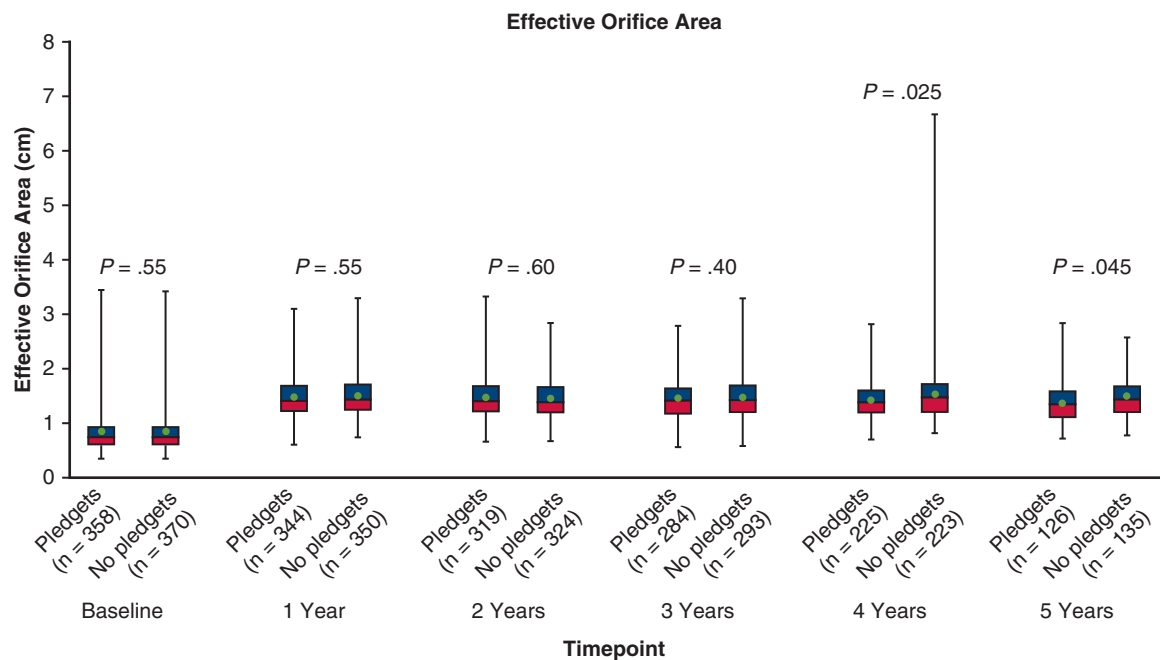 Effective Orifice Area
Effective Orifice Area (cm)
8
7
6
5
4
3
2
1
0
P = .55
P = .55
P = .60
P = .40
P = .025
P = .045
Pledgets
(n = 358)
No pledgets
(n = 370)
Pledgets
(n = 344)
No pledgets
(n = 350)
Pledgets
(n = 319)
No pledgets
(n = 324)
Pledgets
(n = 284)
No pledgets
(n = 293)
Pledgets
(n = 225)
No pledgets
(n = 223)
Pledgets
(n = 126)
No pledgets
(n = 135)
Baseline
1 Year
2 Years
3 Years
4 Years
5 Years
Timepoint